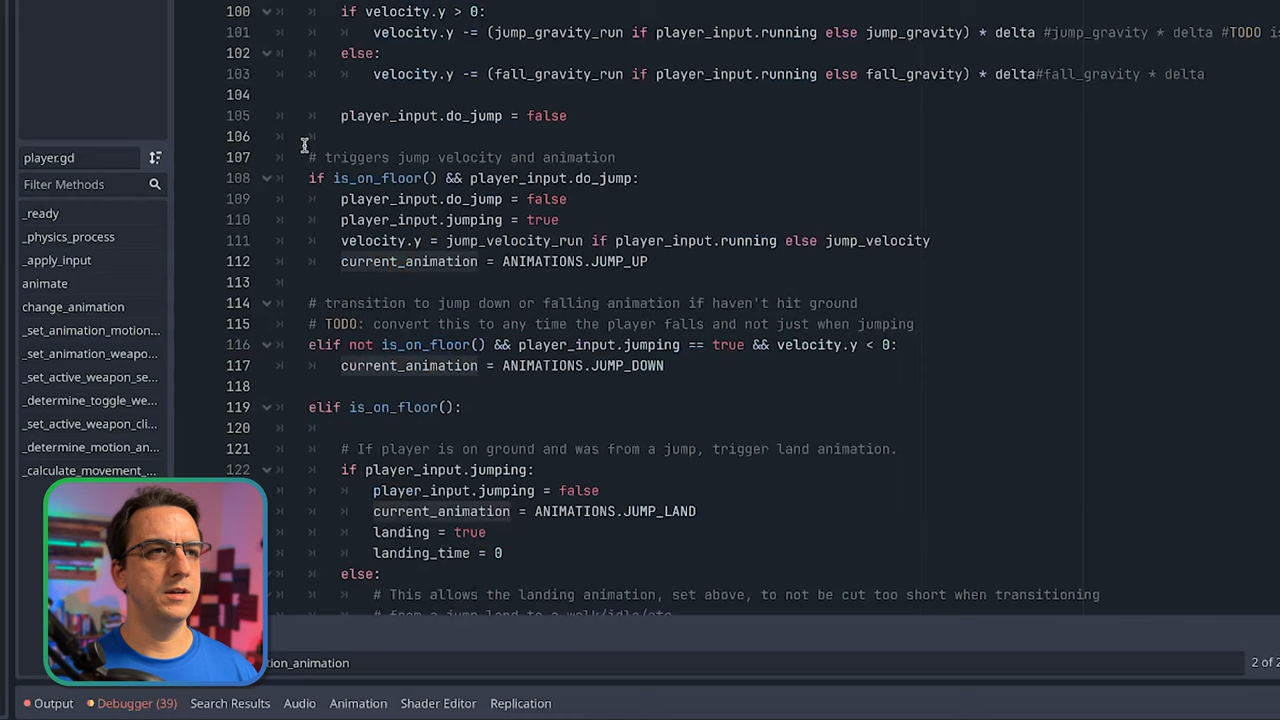 100 if velocity.y > 0:
101 velocity.y -= (jump_gravity_run if player_input.running else jump_gravity) * delta #jump_gravity * delta #TODO
102 else:
103 velocity.y -= (fall_gravity_run if player_input.running else fall_gravity) * delta#fall_gravity * delta
104
105 player_input.do_jump = false
106
player.gd
107 # triggers jump velocity and animation
108 if is_on_floor() && player_input.do_jump:
Filter Methods
109 player_input.do_jump = false
_ready
110 player_input.jumping = true
_physics_process
111 velocity.y = jump_velocity_run if player_input.running else jump_velocity
_apply_input
112 current_animation = ANIMATIONS.JUMP_UP
animate
113
change_animation
114 # transition to jump down or falling animation if haven't hit ground
_set_animation_motion...
115 # TODO: convert this to any time the player falls and not just when jumping
_set_animation_weapo...
116 elif not is_on_floor() && player_input.jumping == true && velocity.y < 0:
_set_active_weapon_se...
117 current_animation = ANIMATIONS.JUMP_DOWN
118
_determine_toggle_we...
119 elif is_on_floor():
_set_active_weapon_cli...
120
_determine_motion_an...
121 # If player is on ground and was from a jump, trigger land animation.
_calculate_movement_...
122 if player_input.jumping:
player_input.jumping = false
current_animation = ANIMATIONS.JUMP_LAND
landing = true
landing_time = 0
else:
# This allows the landing animation, set above, to not be cut too short when transitioning
tion_animation
2 of 2
Output
Debugger (39)
Search Results
Audio
Animation
Shader Editor
Replication